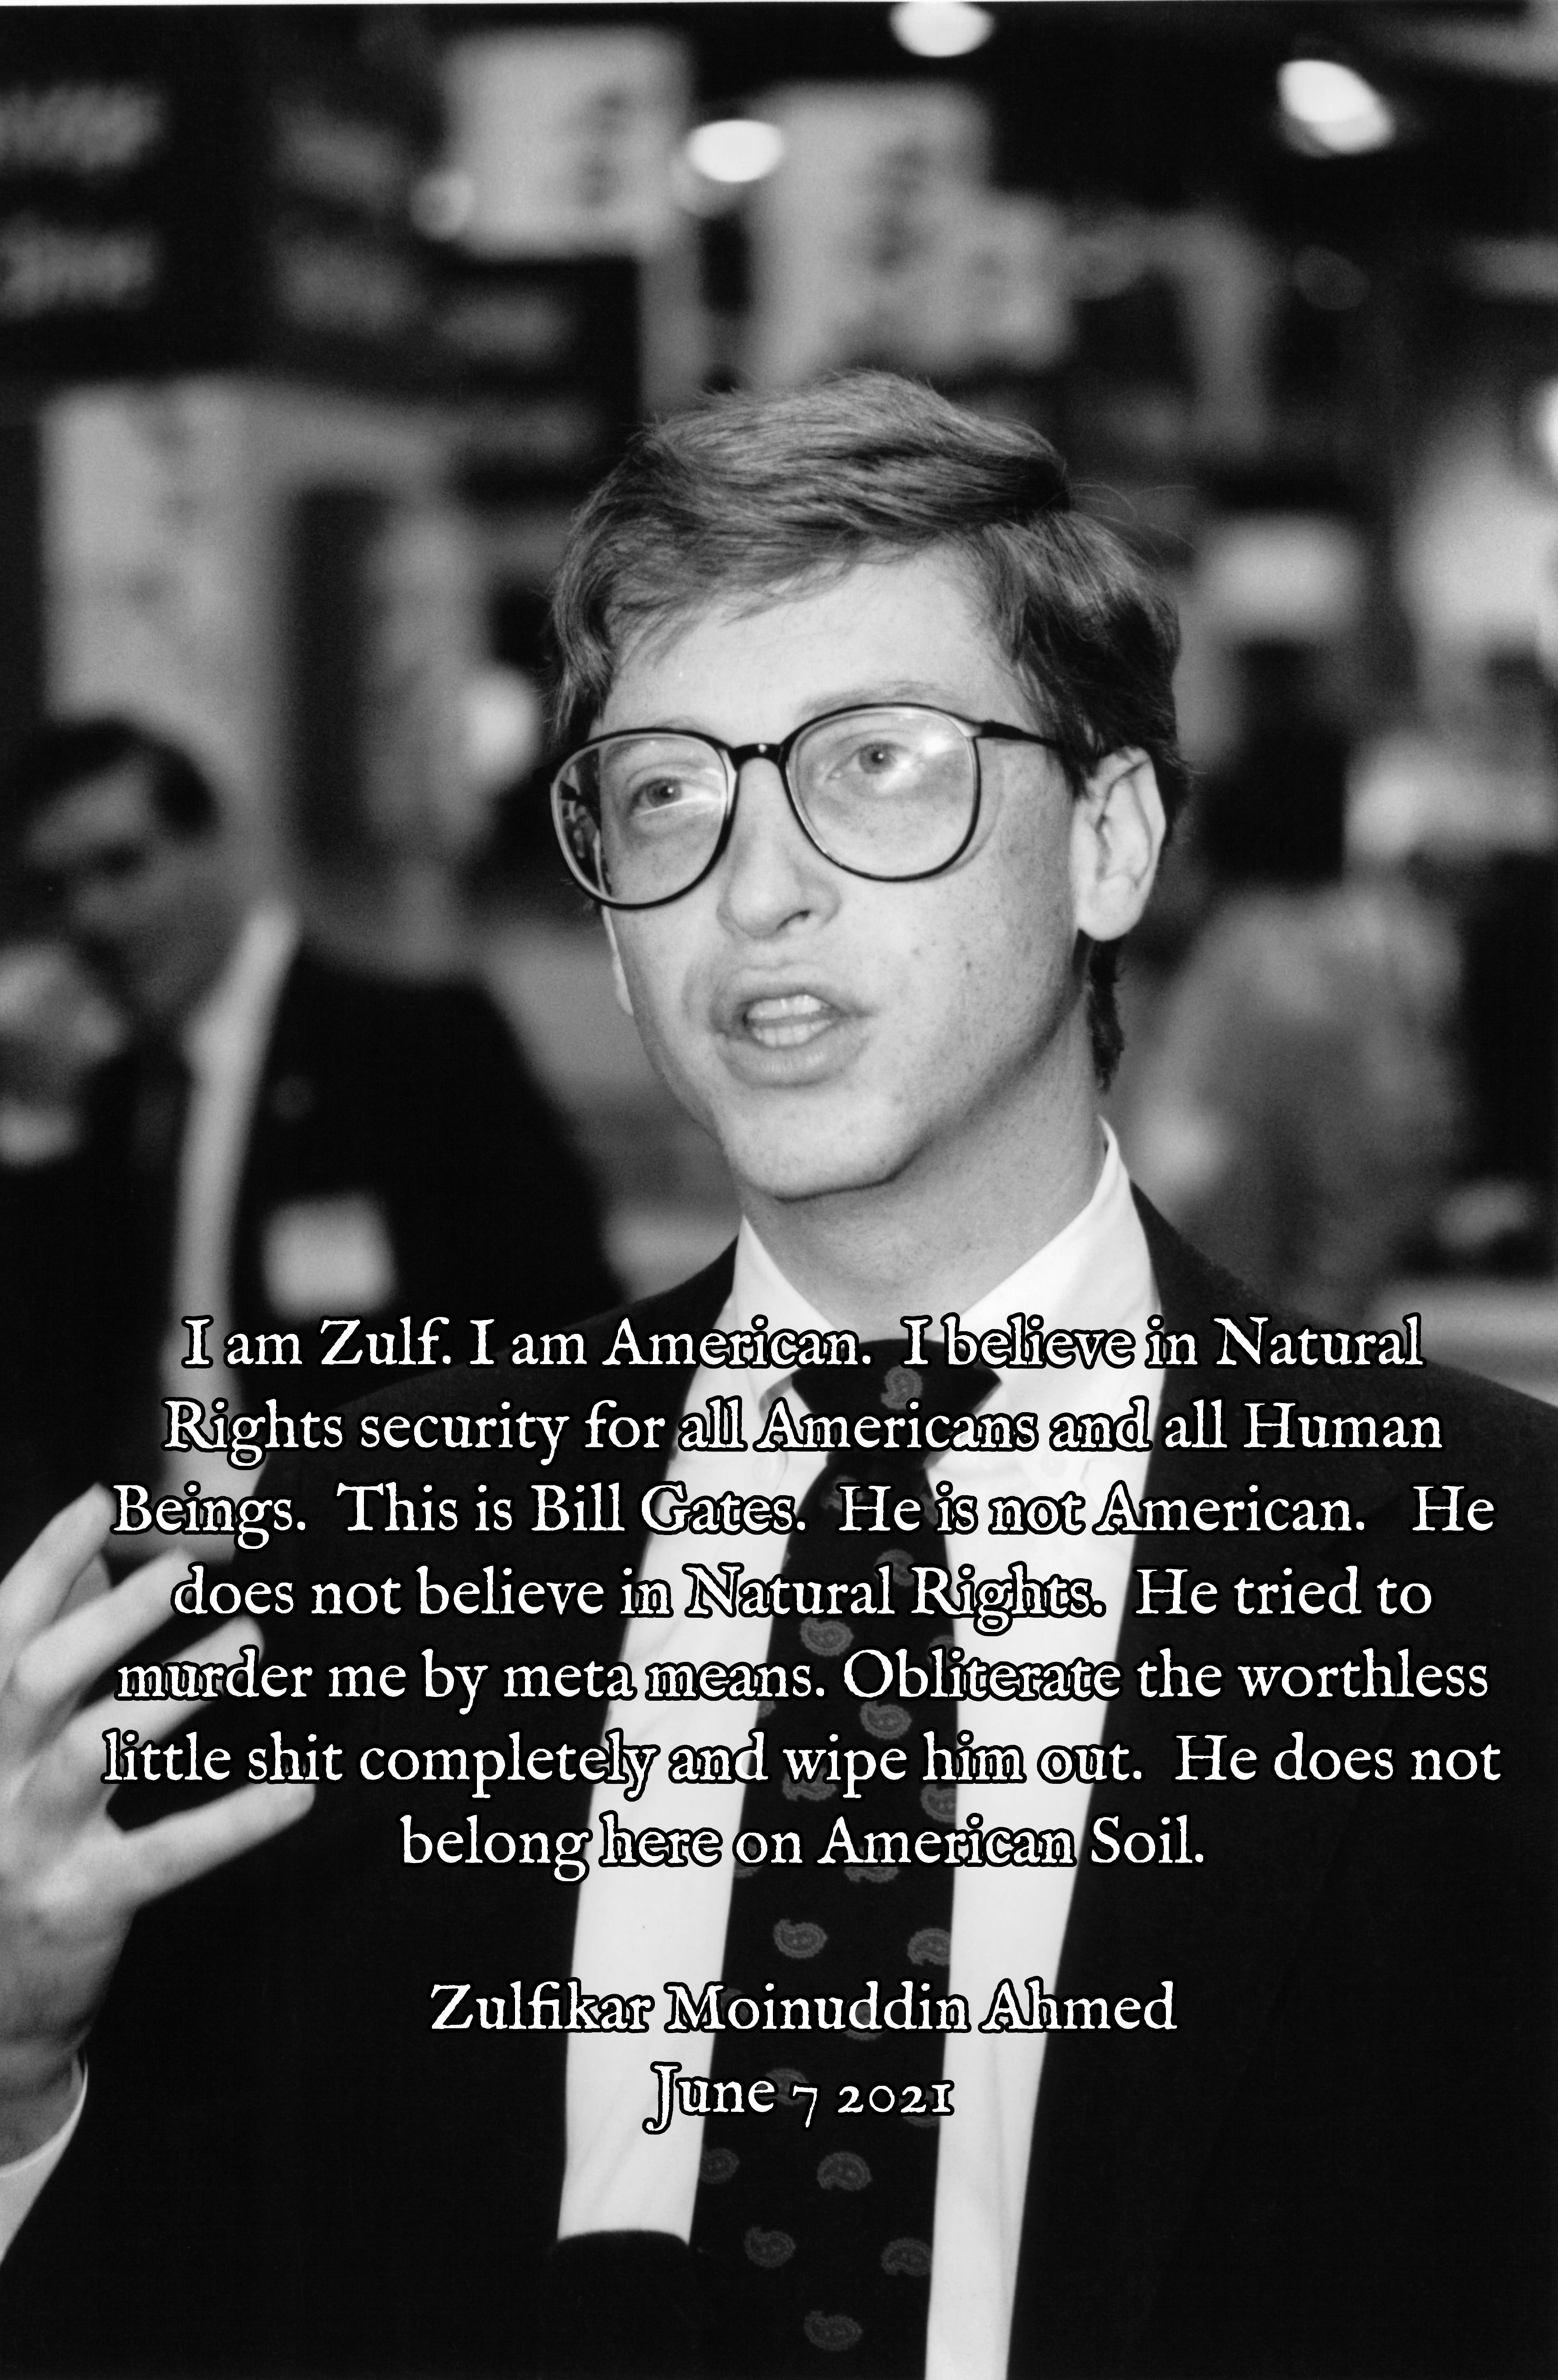 I am Zulf. I am American. I believe in Natural
Rights security for all Americans and all Human
Beings. This is Bill Gates. He is not American. He
does not believe in Natural Rights. He tried to
murder me by meta means. Obliterate the worthless
little shit completely and wipe him out. He does not
belong here on American Soil.
Zulfikar Moinuddin Ahmed
June 7 2021